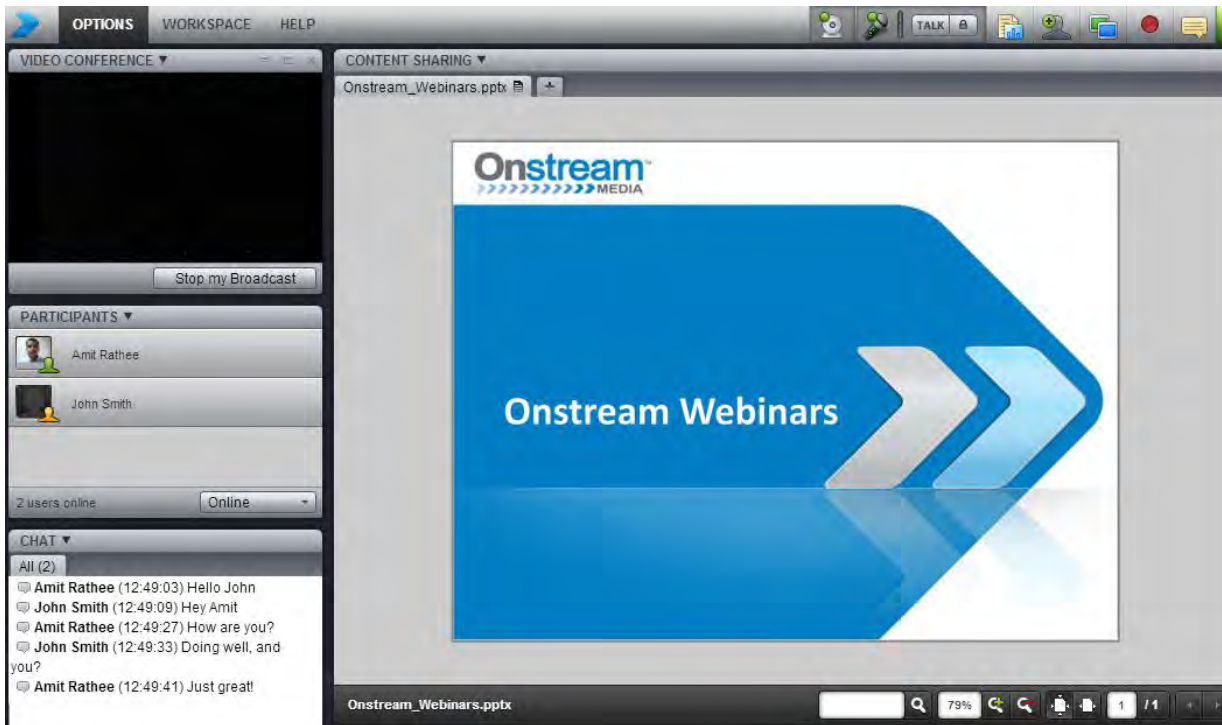 OPTIONS WORKSPACE HELP
TALK
VIDEO CONFERENCE
Stop my Broadcast
PARTICIPANTS
Amit Rathee
John Smith
2 users online
Online
CHAT
All (2)
Amit Rathee (12:49:03) Hello John
John Smith (12:49:09) Hey Amit
Amit Rathee (12:49:27) How are you?
John Smith (12:49:33) Doing well, and
you?
Amit Rathee (12:49:41) Just great!
CONTENT SHARING
Onstream_Webinars.pptx
Onstream™
MEDIA
Onstream Webinars
Onstream_Webinars.pptx
79%
1 /1